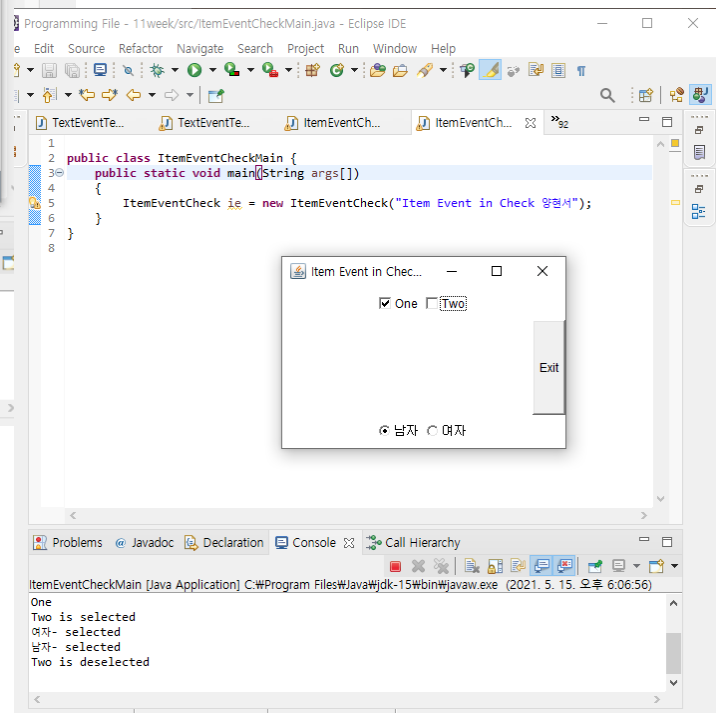 Programming File - 11week/src/ItemEventCheckMain.java - Eclipse IDE
e Edit Source Refactor Navigate Search Project Run Window Help
TextEventTe... TextEventTe... ItemEventCh... ItemEventCh... »92
1
2 public class ItemEventCheckMain {
3 public static void main(String args[])
4 {
5 ItemEventCheck ie = new ItemEventCheck("Item Event in Check 양현서");
6 }
7 }
8
Item Event in Chec...
One Two
Exit
남자 여자
Problems @ Javadoc Declaration Console Call Hierarchy
ItemEventCheckMain [Java Application] C:₩Program Files₩Java₩jdk-15₩bin₩javaw.exe (2021. 5. 15. 오후 6:06:56)
One
Two is selected
여자- selected
남자- selected
Two is deselected